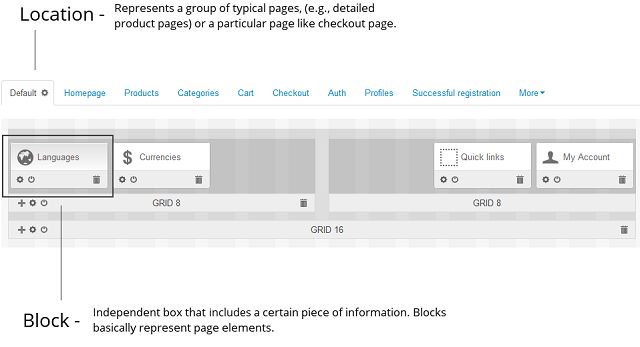 Location - Represents a group of typical pages, (e.g., detailed
product pages) or a particular page like checkout page.
Default Homepage Products Categories Cart Checkout Auth Profiles Successful registration More
Languages $ Currencies Quick links My Account
GRID 8 GRID 8
GRID 16
Block - Independent box that includes a certain piece of information. Blocks
basically represent page elements.